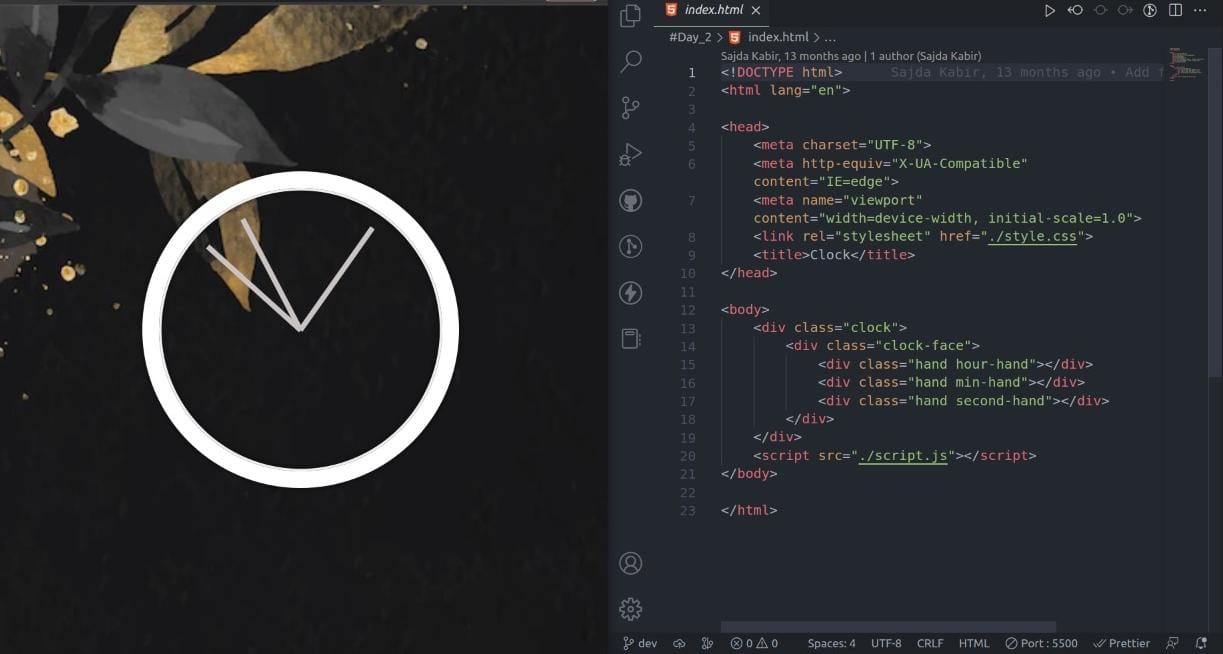 index.html
#Day_2 > index.html > ...
Sajda Kabir, 13 months ago | 1 author (Sajda Kabir)
1 <!DOCTYPE html> Sajda Kabir, 13 months ago • Add f
2 <html lang="en">
3
4 <head>
5 <meta charset="UTF-8">
6 <meta http-equiv="X-UA-Compatible"
content="IE=edge">
7 <meta name="viewport"
content="width=device-width, initial-scale=1.0">
8 <link rel="stylesheet" href="./style.css">
9 <title>Clock</title>
10 </head>
11
12 <body>
13 <div class="clock">
14 <div class="clock-face">
15 <div class="hand hour-hand"></div>
16 <div class="hand min-hand"></div>
17 <div class="hand second-hand"></div>
18 </div>
19 </div>
20 <script src="./script.js"></script>
21 </body>
22
23 </html>
dev 0 0 Spaces: 4 UTF-8 CRLF HTML Port : 5500 Prettier